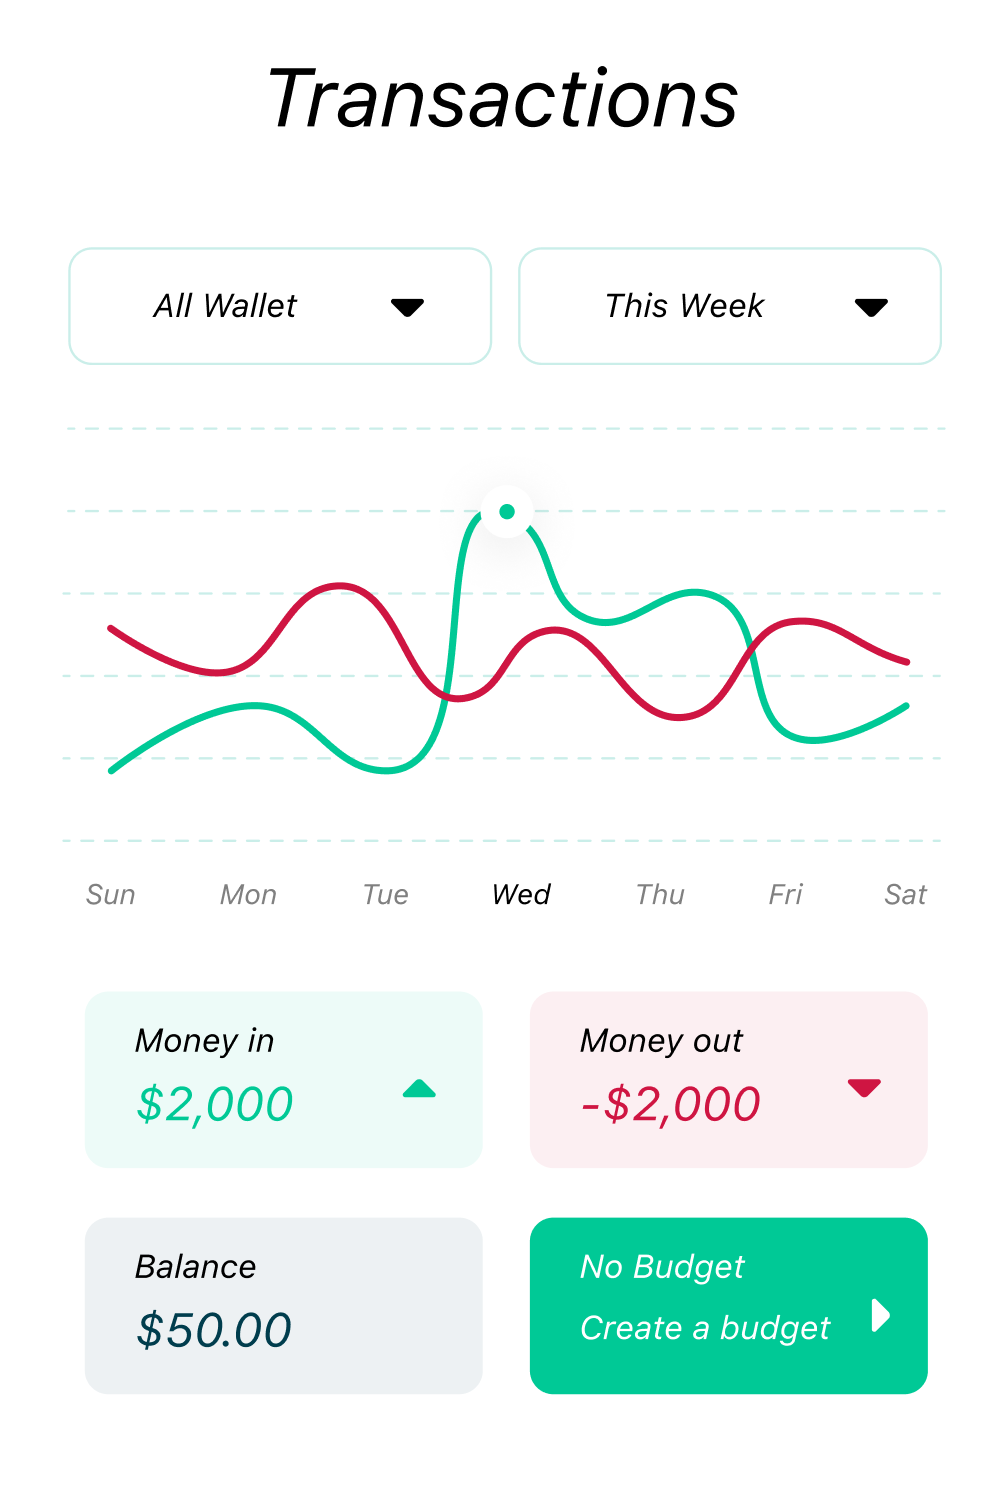 Transactions
All Wallet
This Week
Sun Mon Tue Wed Thu Fri Sat
Money in
$2,000
Money out
-$2,000
Balance
$50.00
No Budget
Create a budget